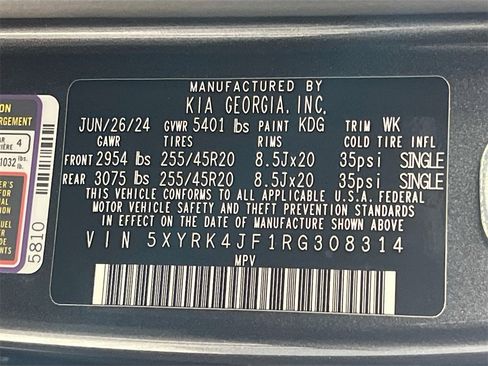 MANUFACTURED BY
KIA GEORGIA, INC.
JUN/26/24 GVWR 5401 lbs PAINT KDG TRIM WK
GAWR TIRES RIMS COLD TIRE INFL
FRONT 2954 lbs 255/45R20 8.5Jx20 35psi SINGLE
REAR 3075 lbs 255/45R20 8.5Jx20 35psi SINGLE
THIS VEHICLE CONFORMS TO ALL APPLICABLE U.S.A. FEDERAL
MOTOR VEHICLE SAFETY AND THEFT PREVENTION STANDARDS
IN EFFECT ON THE DATE OF MANUFACTURE SHOWN ABOVE
VIN 5XYRK4JF1RG308314
MPV
4
1032 lbs.
5810